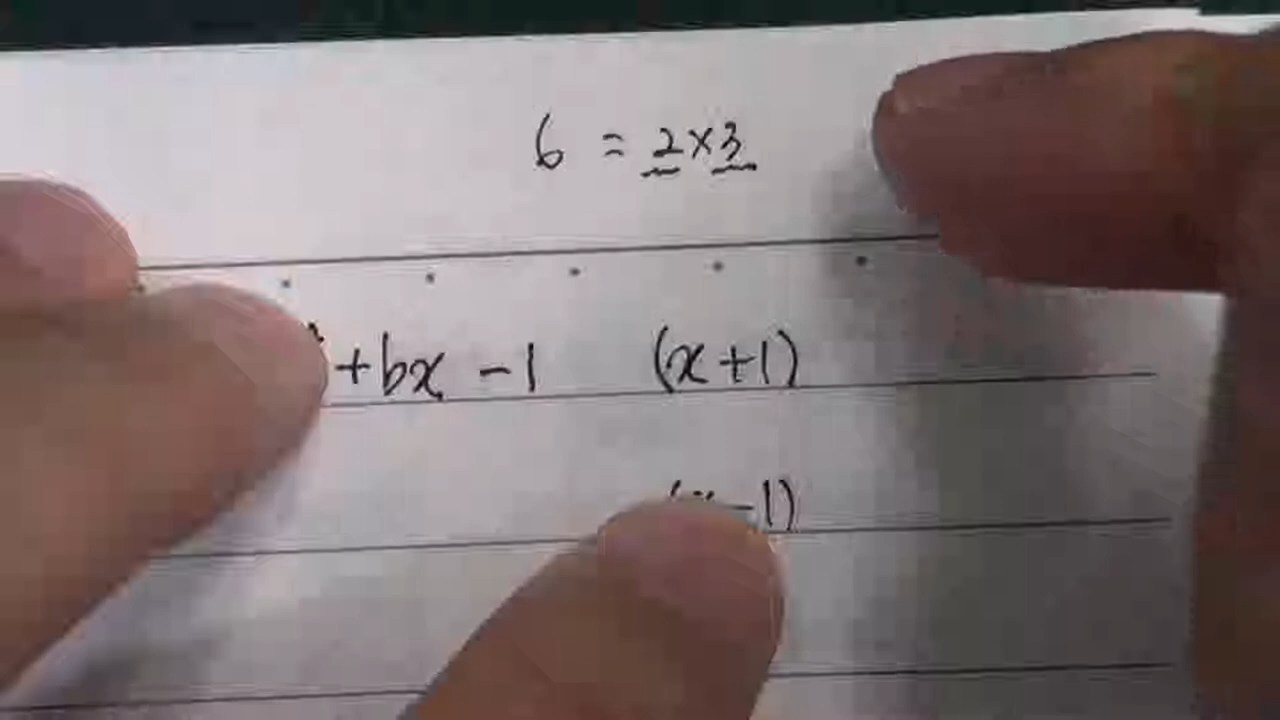 6 = 2×3
+bx -1 (x+1)
-1)